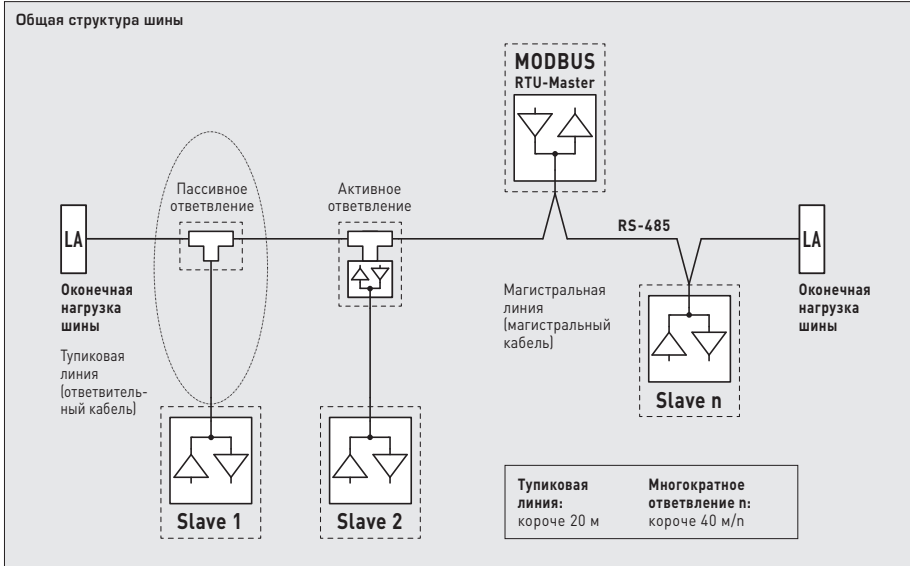 Общая структура шины
MODBUS
RTU-Master
Пассивное
ответвление
Активное
ответвление
LA
RS-485
LA
Оконечная
нагрузка
шины
Тупиковая
линия
(ответвитель-
ный кабель)
Магистральная
линия
(магистральный
кабель)
Оконечная
нагрузка
шины
Slave n
Slave 1
Slave 2
Тупиковая
линия:
короче 20 м
Многократное
ответвление n:
короче 40 м/n